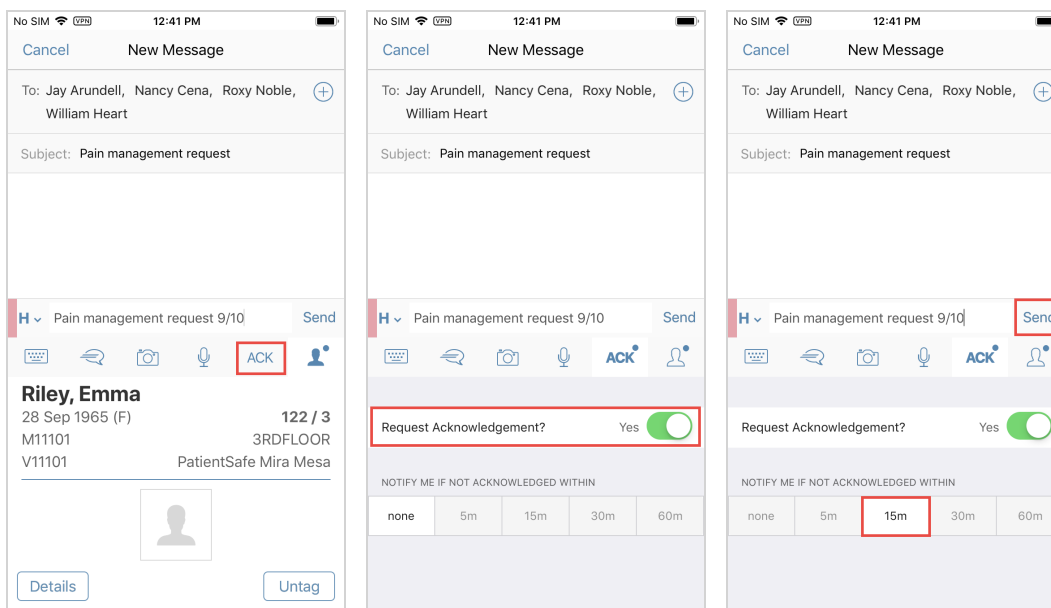 No SIM VPN 12:41 PM
Cancel New Message
To: Jay Arundell, Nancy Cena, Roxy Noble,
William Heart
Subject: Pain management request
H Pain management request 9/10 Send
ACK
Riley, Emma
28 Sep 1965 (F) 122 / 3
M11101 3RDFLOOR
V11101 PatientSafe Mira Mesa
Details Untag
No SIM VPN 12:41 PM
Cancel New Message
To: Jay Arundell, Nancy Cena, Roxy Noble,
William Heart
Subject: Pain management request
H Pain management request 9/10 Send
ACK
Request Acknowledgement? Yes
NOTIFY ME IF NOT ACKNOWLEDGED WITHIN
none 5m 15m 30m 60m
No SIM VPN 12:41 PM
Cancel New Message
To: Jay Arundell, Nancy Cena, Roxy Noble,
William Heart
Subject: Pain management request
H Pain management request 9/10 Send
ACK
Request Acknowledgement? Yes
NOTIFY ME IF NOT ACKNOWLEDGED WITHIN
none 5m 15m 30m 60m